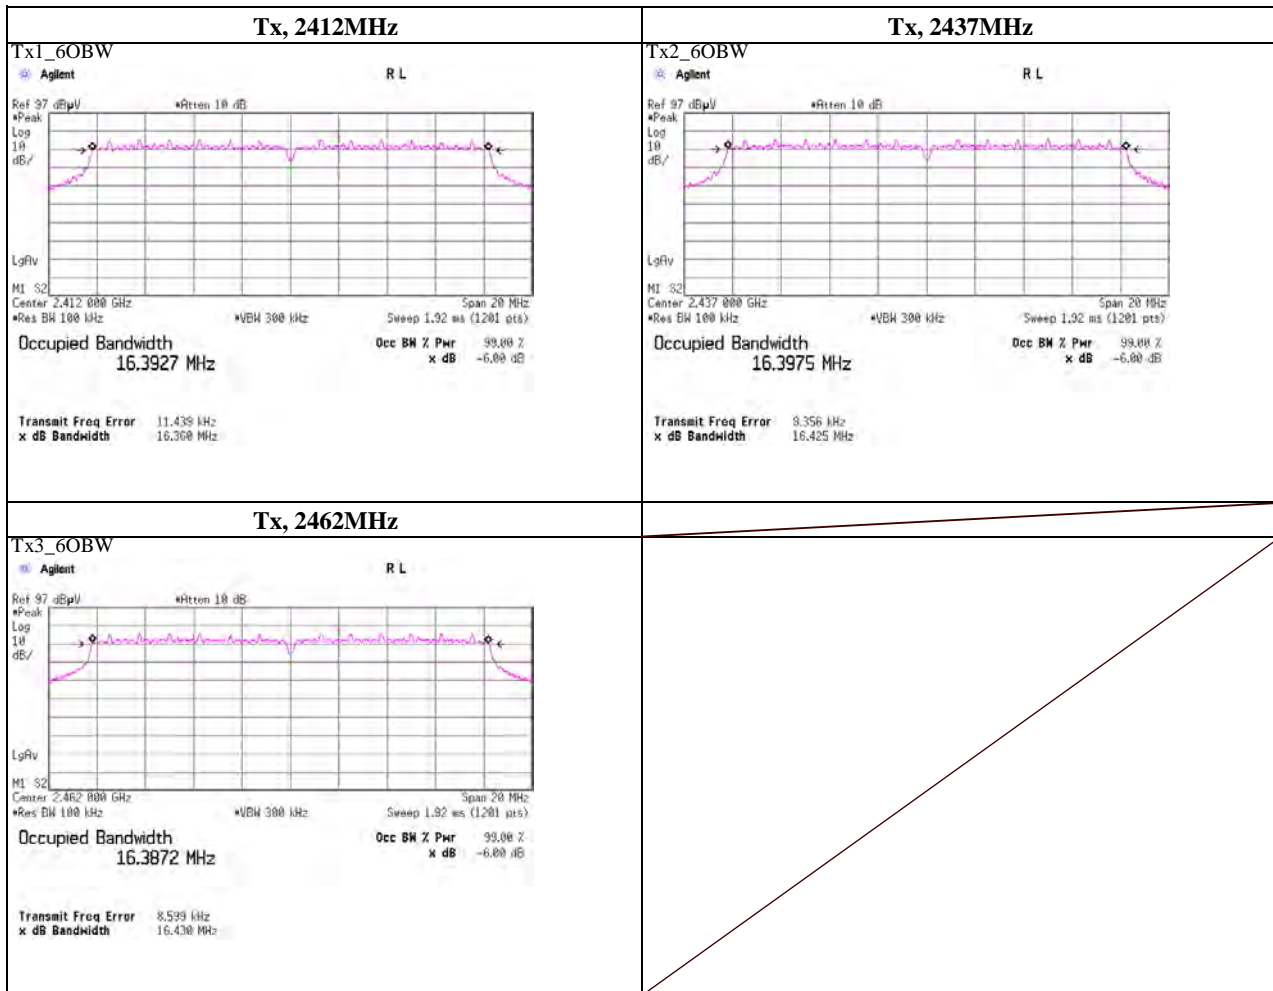 Tx, 2412MHz
Tx1_6OBW
Agilent R L
Ref 97 dBµV #Atten 10 dB
#Peak
Log
10
dB/
LgAv
M1 S2
Center 2.412 000 GHz Span 20 MHz
#Res BW 100 kHz #VBW 300 kHz Sweep 1.92 ms (1201 pts)
Occupied Bandwidth Occ BW % Pwr 99.00 %
16.3927 MHz x dB -6.00 dB
Transmit Freq Error 11.439 kHz
x dB Bandwidth 16.360 MHz
Tx, 2437MHz
Tx2_6OBW
Agilent R L
Ref 97 dBµV #Atten 10 dB
#Peak
Log
10
dB/
LgAv
M1 S2
Center 2.437 000 GHz Span 20 MHz
#Res BW 100 kHz #VBW 300 kHz Sweep 1.92 ms (1201 pts)
Occupied Bandwidth Occ BW % Pwr 99.00 %
16.3975 MHz x dB -6.00 dB
Transmit Freq Error 9.356 kHz
x dB Bandwidth 16.425 MHz
Tx, 2462MHz
Tx3_6OBW
Agilent R L
Ref 97 dBµV #Atten 10 dB
#Peak
Log
10
dB/
LgAv
M1 S2
Center 2.462 000 GHz Span 20 MHz
#Res BW 100 kHz #VBW 300 kHz Sweep 1.92 ms (1201 pts)
Occupied Bandwidth Occ BW % Pwr 99.00 %
16.3872 MHz x dB -6.00 dB
Transmit Freq Error 8.599 kHz
x dB Bandwidth 16.430 MHz